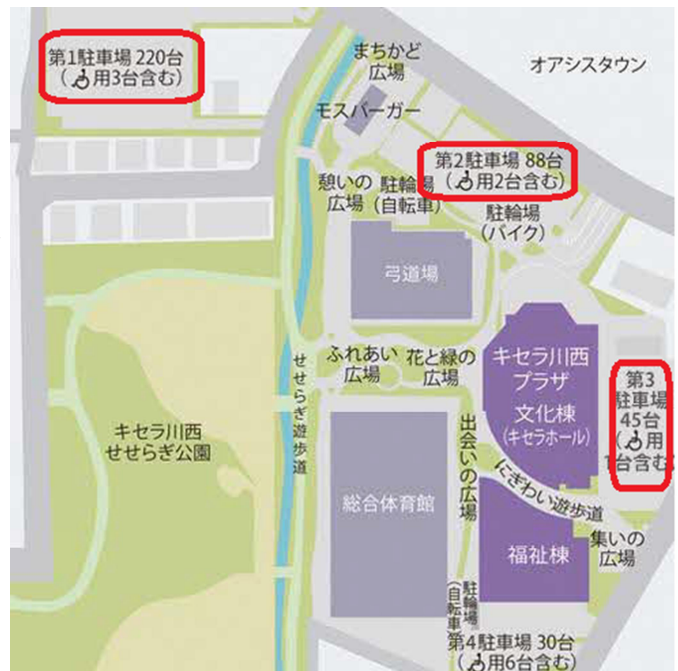 第1駐車場 220台
(用3台含む)
まちかど
広場
オアシスタウン
モスバーガー
第2駐車場 88台
(用2台含む)
憩いの
広場
駐輪場
(自転車)
駐輪場
(バイク)
弓道場
せせらぎ遊歩道
ふれあい
広場
花と緑の
広場
キセラ川西
プラザ
文化棟
(キセラホール)
第3
駐車場
45台
(用
1台含む)
キセラ川西
せせらぎ公園
出会いの広場
にぎわい遊歩道
総合体育館
福祉棟
集いの
広場
駐輪場
(自転車)
第4駐車場 30台
(用6台含む)